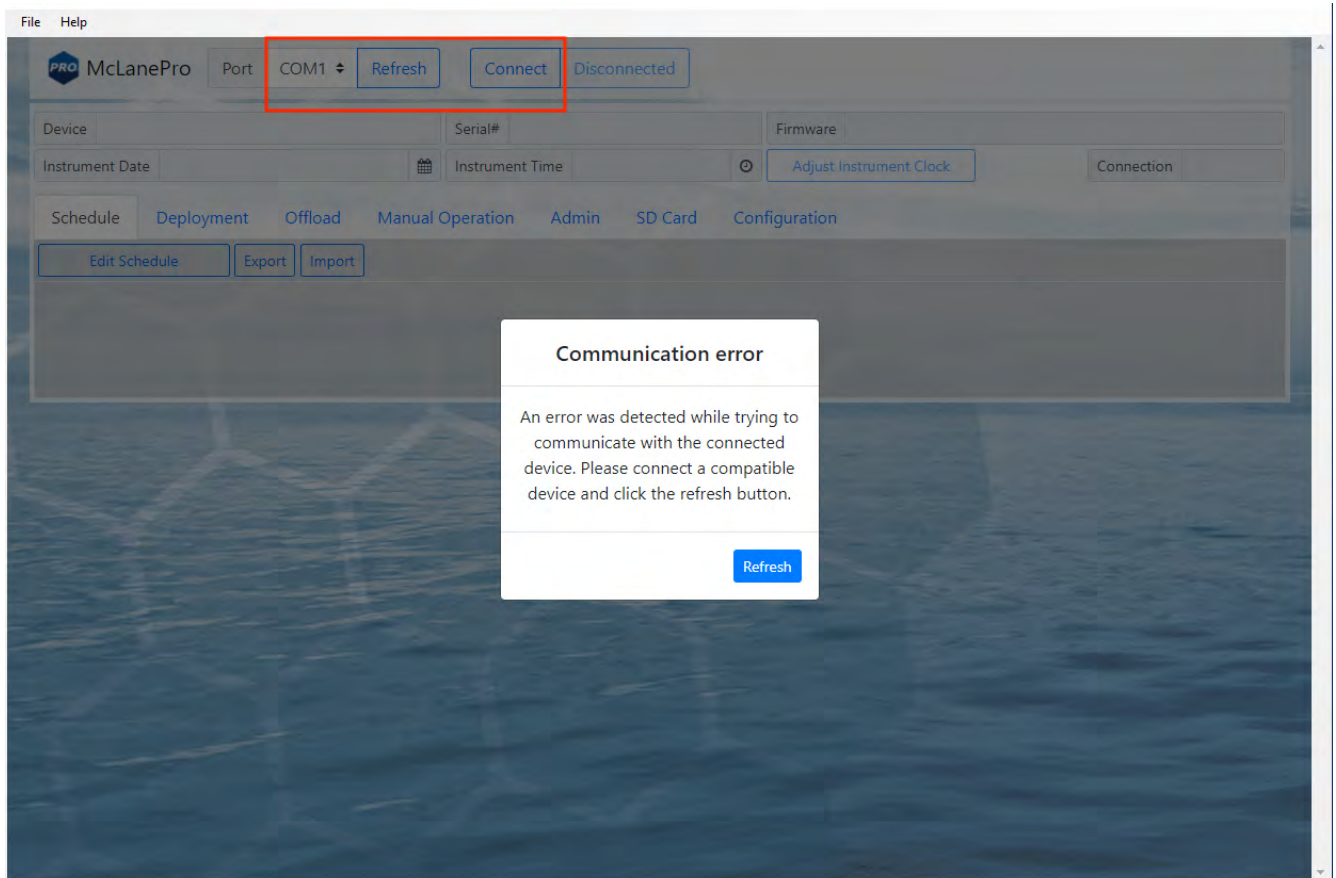 File Help
PRO McLanePro Port COM1 Refresh Connect Disconnected
Device Serial# Firmware
Instrument Date Instrument Time Adjust Instrument Clock Connection
Schedule Deployment Offload Manual Operation Admin SD Card Configuration
Edit Schedule Export Import
Communication error
An error was detected while trying to
communicate with the connected
device. Please connect a compatible
device and click the refresh button.
Refresh